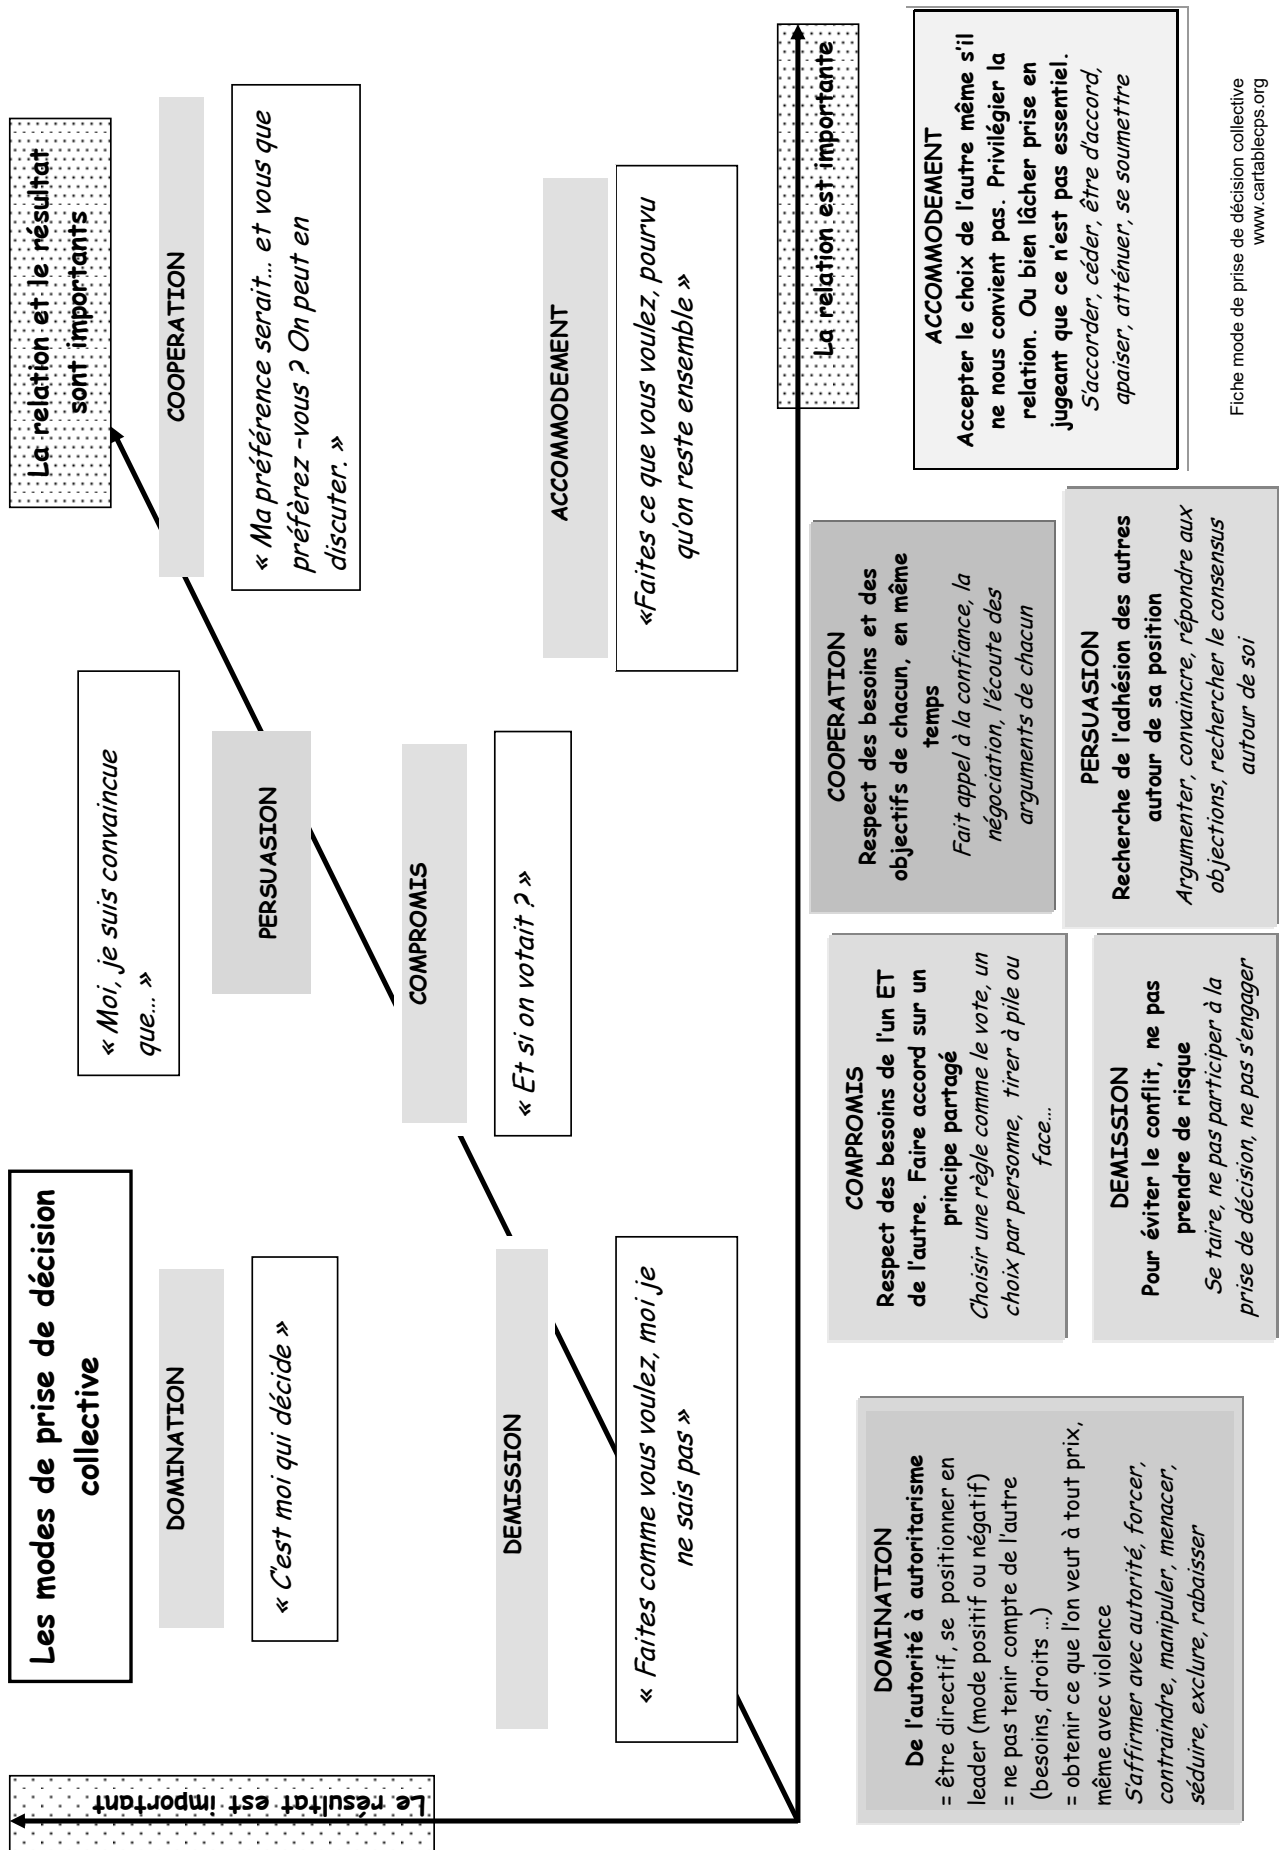 Les modes de prise de décision
collective
Le résultat est important
La relation et le résultat
sont importants
DOMINATION
« C'est moi qui décide »
« Moi, je suis convaincue
que… »
PERSUASION
COOPERATION
« Ma préférence serait… et vous que
préfèrez -vous ? On peut en
discuter. »
COMPROMIS
« Et si on votait ? »
DEMISSION
« Faites comme vous voulez, moi je
ne sais pas »
ACCOMMODEMENT
«Faites ce que vous voulez, pourvu
qu'on reste ensemble »
La relation est importante
DOMINATION
De l'autorité à autoritarisme
= être directif, se positionner en
leader (mode positif ou négatif)
= ne pas tenir compte de l'autre
(besoins, droits …)
= obtenir ce que l'on veut à tout prix,
même avec violence
S'affirmer avec autorité, forcer,
contraindre, manipuler, menacer,
séduire, exclure, rabaisser
COMPROMIS
Respect des besoins de l'un ET
de l'autre. Faire accord sur un
principe partagé
Choisir une règle comme le vote, un
choix par personne, tirer à pile ou
face…
DEMISSION
Pour éviter le conflit, ne pas
prendre de risque
Se taire, ne pas participer à la
prise de décision, ne pas s'engager
COOPERATION
Respect des besoins et des
objectifs de chacun, en même
temps
Fait appel à la confiance, la
négociation, l'écoute des
arguments de chacun
PERSUASION
Recherche de l'adhésion des autres
autour de sa position
Argumenter, convaincre, répondre aux
objections, rechercher le consensus
autour de soi
ACCOMMODEMENT
Accepter le choix de l'autre même s'il
ne nous convient pas. Privilégier la
relation. Ou bien lâcher prise en
jugeant que ce n'est pas essentiel.
S'accorder, céder, être d'accord,
apaiser, atténuer, se soumettre
Fiche mode de prise de décision collective
www.cartablecps.org